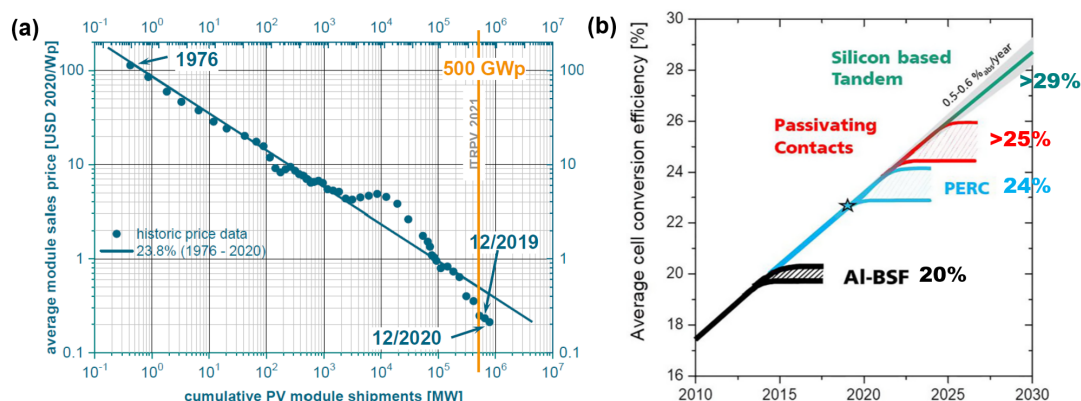 (a)
10⁻¹ 10⁰ 10¹ 10² 10³ 10⁴ 10⁵ 10⁶ 10⁷
average module sales price [USD 2020/Wp]
100
10
1
0.1
100
10
1
0.1
1976
500 GWp
ITRPV 2021
historic price data
23.8% (1976 - 2020)
12/2019
12/2020
10⁻¹ 10⁰ 10¹ 10² 10³ 10⁴ 10⁵ 10⁶ 10⁷
cumulative PV module shipments [MW]
(b)
Average cell conversion efficiency [%]
30
28
26
24
22
20
18
16
Silicon based
Tandem
0.5-0.6 %abs/year
>29%
Passivating
Contacts
>25%
PERC 24%
Al-BSF 20%
2010 2015 2020 2025 2030